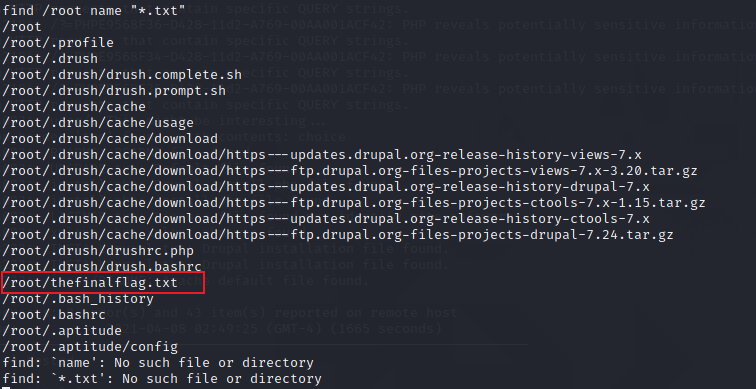 find /root name "*.txt"
/root
/root/.profile
/root/.drush
/root/.drush/drush.complete.sh
/root/.drush/drush.prompt.sh
/root/.drush/cache
/root/.drush/cache/usage
/root/.drush/cache/download
/root/.drush/cache/download/https---updates.drupal.org-release-history-views-7.x
/root/.drush/cache/download/https---ftp.drupal.org-files-projects-views-7.x-3.20.tar.gz
/root/.drush/cache/download/https---updates.drupal.org-release-history-drupal-7.x
/root/.drush/cache/download/https---ftp.drupal.org-files-projects-ctools-7.x-1.15.tar.gz
/root/.drush/cache/download/https---updates.drupal.org-release-history-ctools-7.x
/root/.drush/cache/download/https---ftp.drupal.org-files-projects-drupal-7.24.tar.gz
/root/.drush/drushrc.php
/root/.drush/drush.bashrc
/root/thefinalflag.txt
/root/.bash_history
/root/.bashrc
/root/.aptitude
/root/.aptitude/config
find: `name': No such file or directory
find: `*.txt': No such file or directory